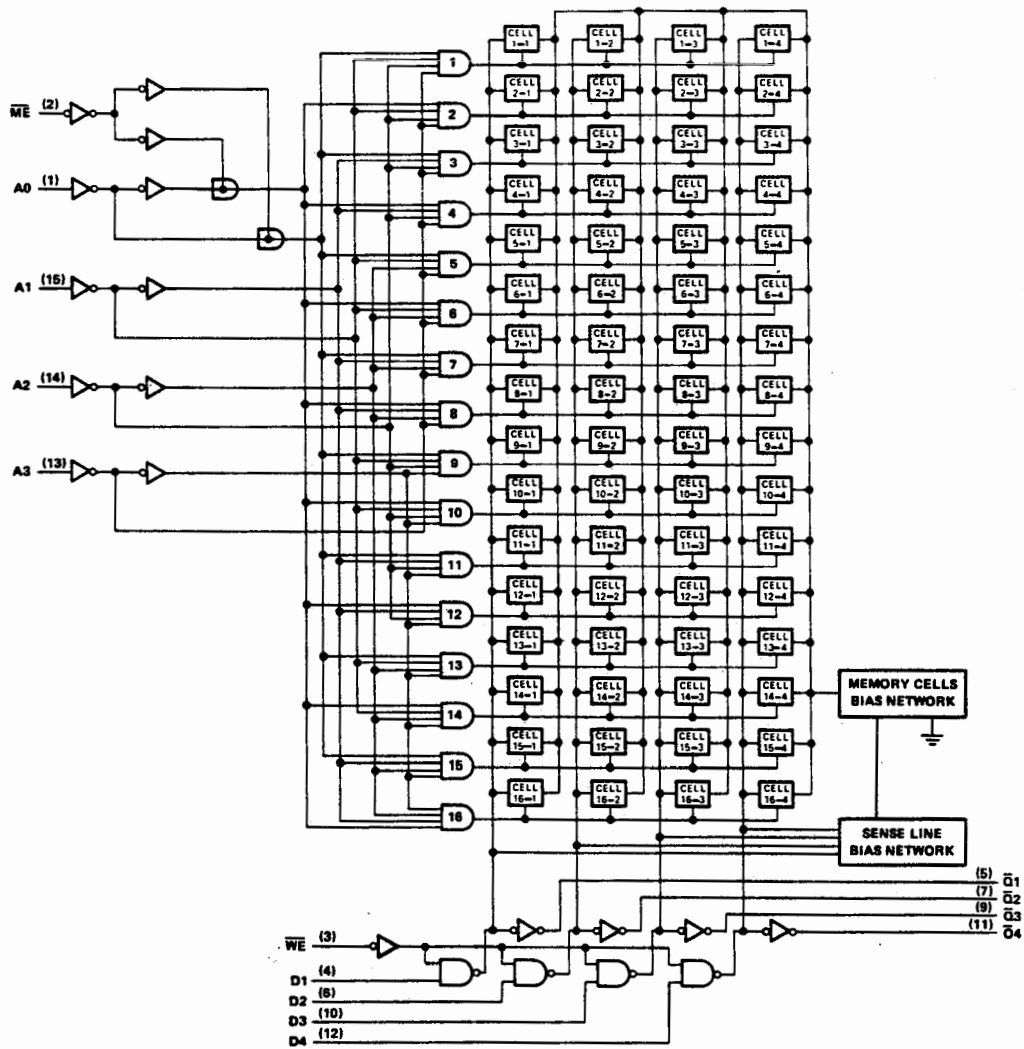 CELL 1-1 CELL 1-2 CELL 1-3 CELL 1-4
1
CELL 2-1 CELL 2-2 CELL 2-3 CELL 2-4
ME (2)
2
CELL 3-1 CELL 3-2 CELL 3-3 CELL 3-4
3
A0 (1)
CELL 4-1 CELL 4-2 CELL 4-3 CELL 4-4
4
CELL 5-1 CELL 5-2 CELL 5-3 CELL 5-4
5
A1 (15)
CELL 6-1 CELL 6-2 CELL 6-3 CELL 6-4
6
CELL 7-1 CELL 7-2 CELL 7-3 CELL 7-4
7
A2 (14)
CELL 8-1 CELL 8-2 CELL 8-3 CELL 8-4
8
CELL 9-1 CELL 9-2 CELL 9-3 CELL 9-4
9
A3 (13)
CELL 10-1 CELL 10-2 CELL 10-3 CELL 10-4
10
CELL 11-1 CELL 11-2 CELL 11-3 CELL 11-4
11
CELL 12-1 CELL 12-2 CELL 12-3 CELL 12-4
12
CELL 13-1 CELL 13-2 CELL 13-3 CELL 13-4
13
CELL 14-1 CELL 14-2 CELL 14-3 CELL 14-4
14
MEMORY CELLS
BIAS NETWORK
CELL 15-1 CELL 15-2 CELL 15-3 CELL 15-4
15
CELL 16-1 CELL 16-2 CELL 16-3 CELL 16-4
16
SENSE LINE
BIAS NETWORK
(5) Q̅1
(7) Q̅2
(9) Q̅3
(11) Q̅4
WE (3)
D1 (4)
D2 (6)
D3 (10)
D4 (12)